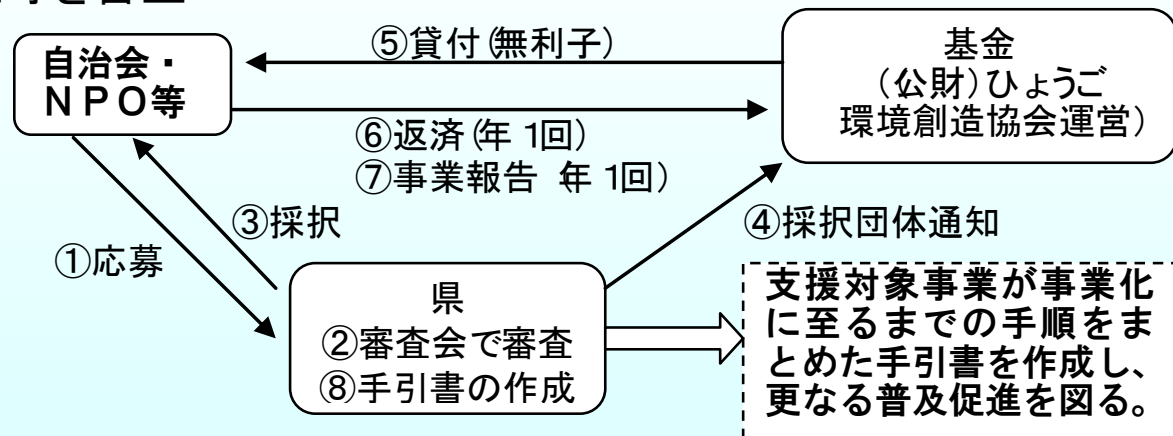 ⑤貸付(無利子)
自治会・
NPO等
基金
(公財)ひょうご
環境創造協会運営)
⑥返済(年 1回)
⑦事業報告 年 1回)
③採択
④採択団体通知
①応募
県
②審査会で審査
⑧手引書の作成
支援対象事業が事業化
に至るまでの手順をま
とめた手引書を作成し、
更なる普及促進を図る。